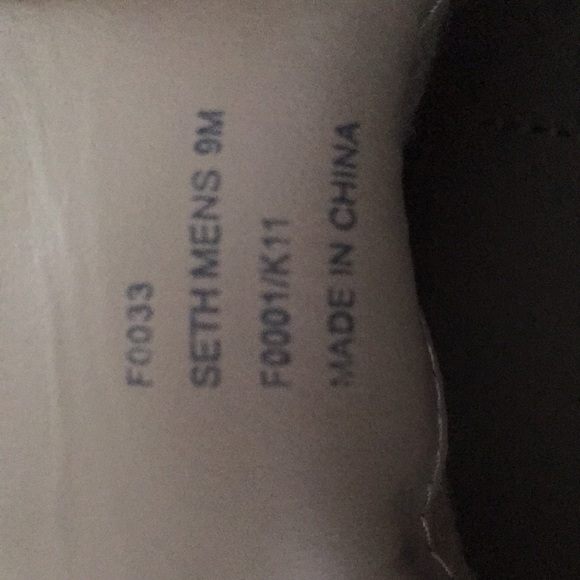 F0033
SETH MENS 9M
F0001/K11
MADE IN CHINA